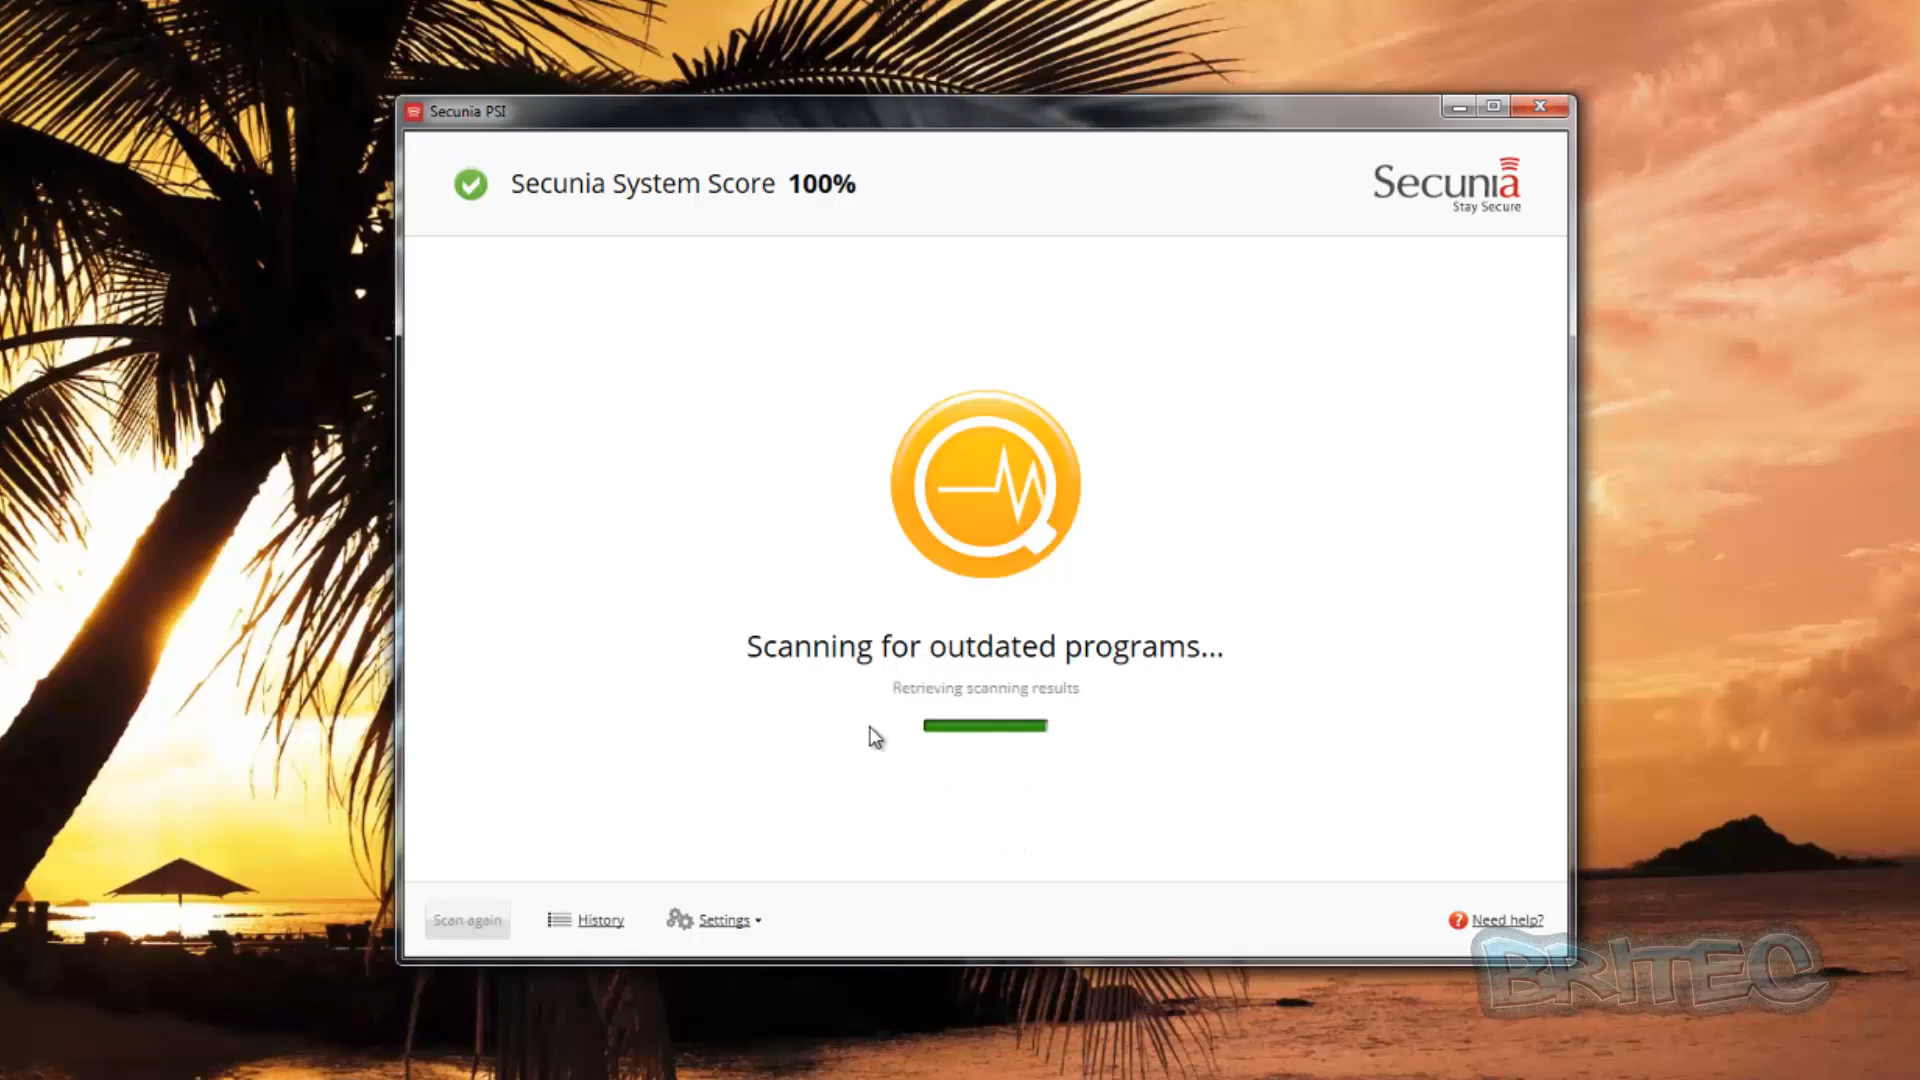 Secunia PSI
Secunia System Score 100%
Secunia
Stay Secure
Scanning for outdated programs...
Retrieving scanning results
Scan again
History
Settings
Need help?
BRITEC